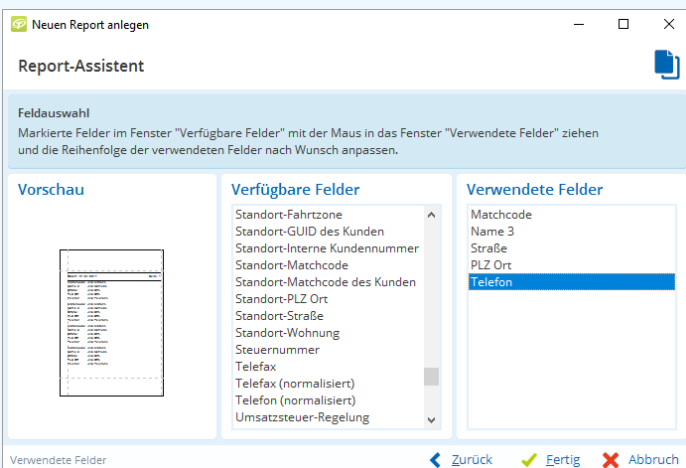 Neuen Report anlegen
Report-Assistent
Feldauswahl
Markierte Felder im Fenster "Verfügbare Felder" mit der Maus in das Fenster "Verwendete Felder" ziehen
und die Reihenfolge der verwendeten Felder nach Wunsch anpassen.
Vorschau
Verfügbare Felder
Standort-Fahrtzone
Standort-GUID des Kunden
Standort-Interne Kundennummer
Standort-Matchcode
Standort-Matchcode des Kunden
Standort-PLZ Ort
Standort-Straße
Standort-Wohnung
Steuernummer
Telefax
Telefax (normalisiert)
Telefon (normalisiert)
Umsatzsteuer-Regelung
Verwendete Felder
Matchcode
Name 3
Straße
PLZ Ort
Telefon
Verwendete Felder
Zurück
Fertig
Abbruch